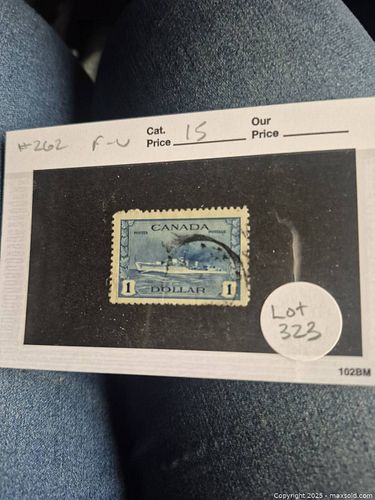 #262 F-U Cat. Price 15 Our Price
CANADA
POSTES POSTAGE
1 DOLLAR 1
Lot
323
102BM
Copyright © 2025 - maxsold.com